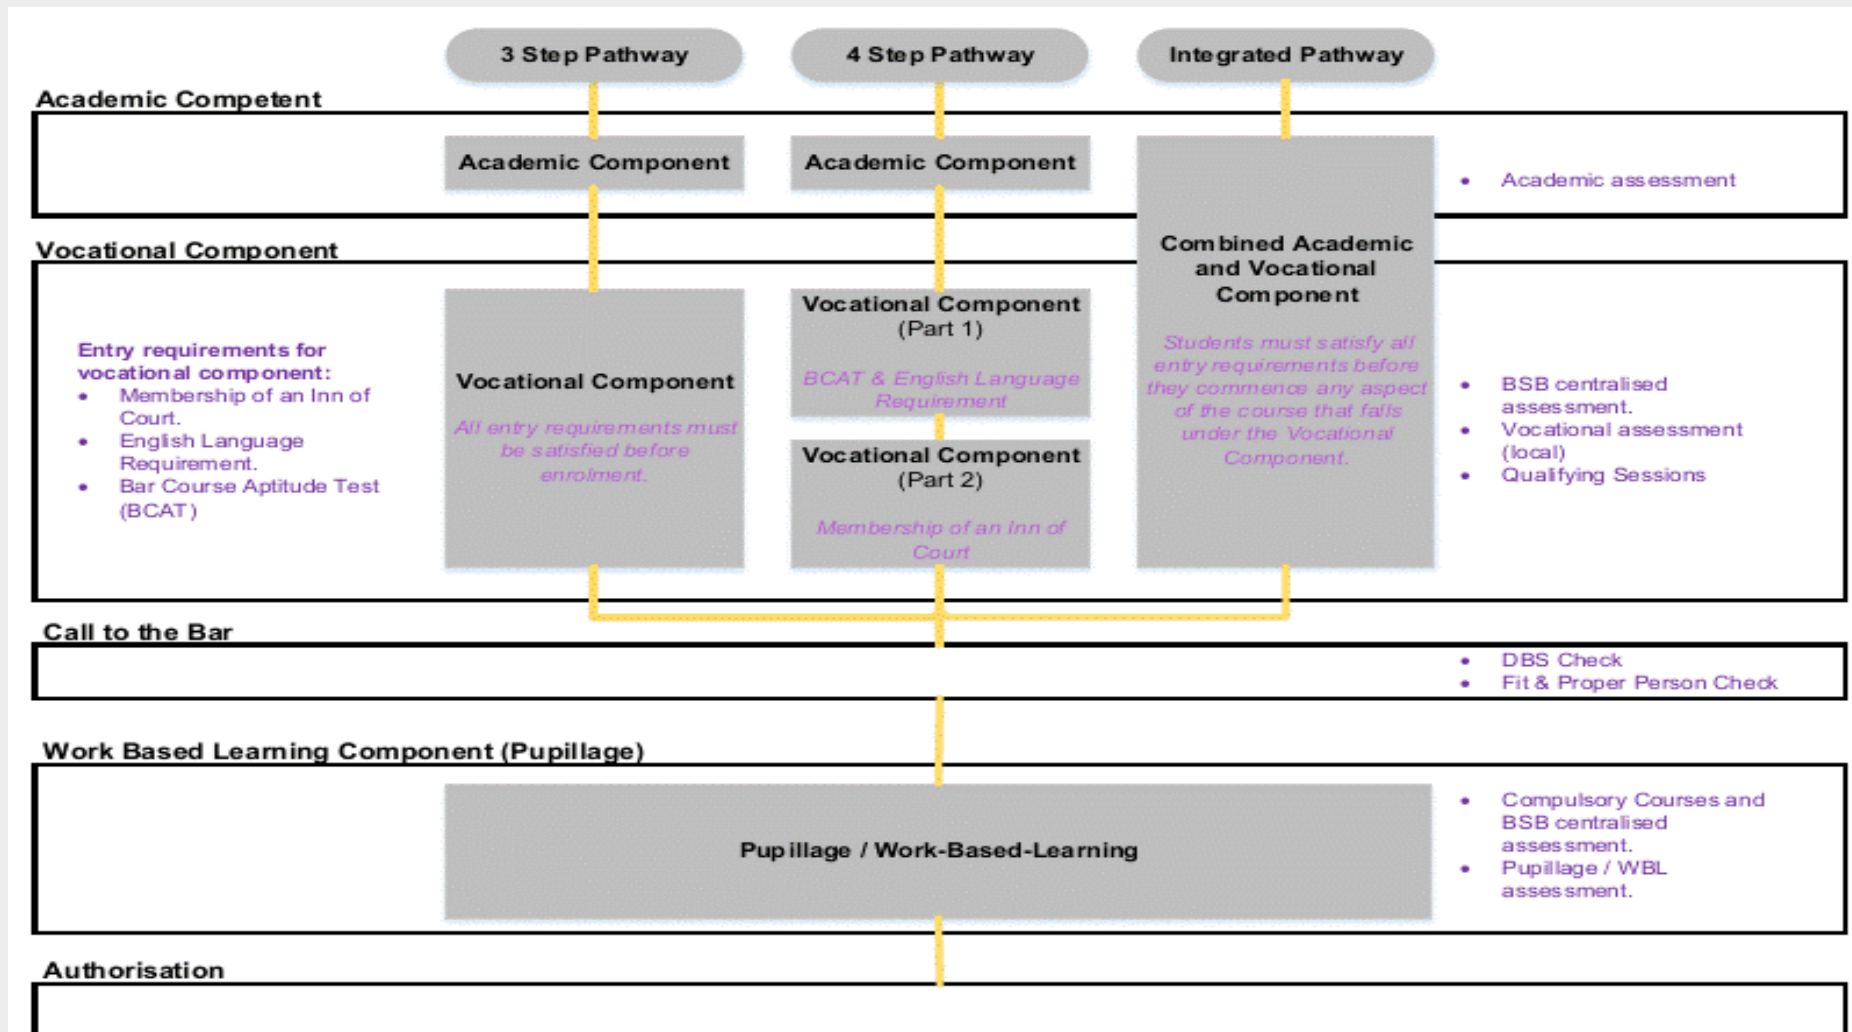 3 Step Pathway
4 Step Pathway
Integrated Pathway
Academic Competent
Academic Component
Academic Component
• Academic assessment
Vocational Component
Combined Academic
and Vocational
Component
Students must satisfy all
entry requirements before
they commence any aspect
of the course that falls
under the Vocational
Component.
Entry requirements for
vocational component:
• Membership of an Inn of
Court.
• English Language
Requirement.
• Bar Course Aptitude Test
(BCAT)
Vocational Component
All entry requirements must
be satisfied before
enrolment.
Vocational Component
(Part 1)
BCAT & English Language
Requirement
Vocational Component
(Part 2)
Membership of an Inn of
Court
• BSB centralised
assessment.
• Vocational assessment
(local)
• Qualifying Sessions
Call to the Bar
• DBS Check
• Fit & Proper Person Check
Work Based Learning Component (Pupillage)
Pupillage / Work-Based-Learning
• Compulsory Courses and
BSB centralised
assessment.
• Pupillage / WBL
assessment.
Authorisation